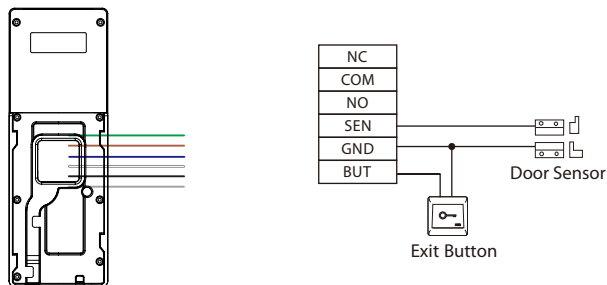 NC
COM
NO
SEN
GND
BUT
Door Sensor
Exit Button